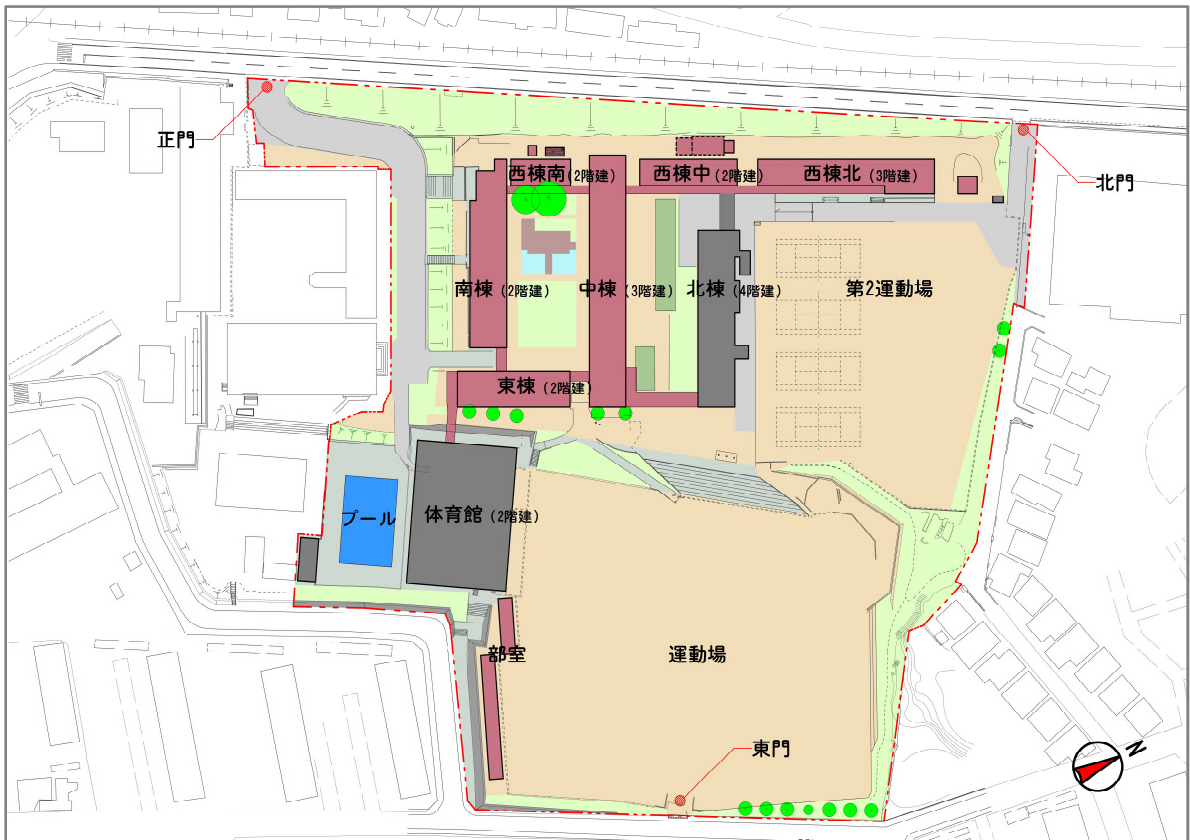 正門
北門
西棟南(2階建)
西棟中(2階建)
西棟北(3階建)
南棟(2階建)
中棟(3階建)
北棟(4階建)
第2運動場
東棟(2階建)
プール
体育館(2階建)
部室
運動場
東門
N